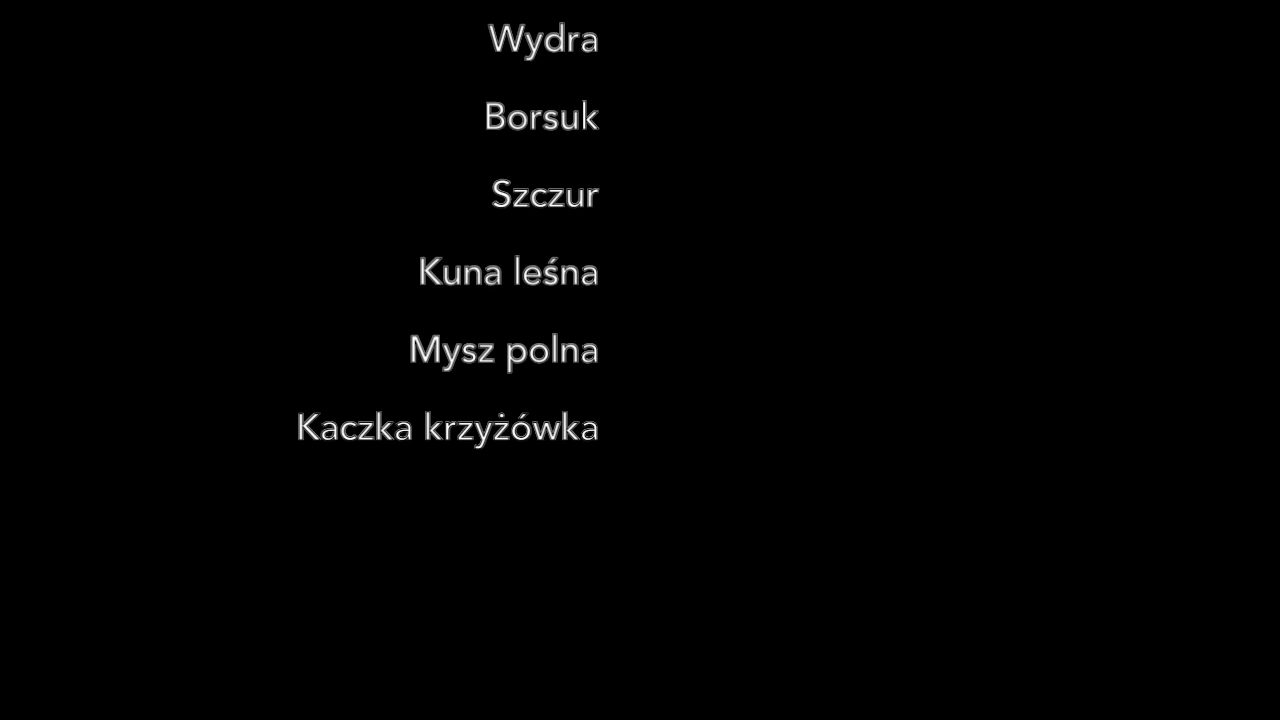 Wydra
Borsuk
Szczur
Kuna leśna
Mysz polna
Kaczka krzyżówka